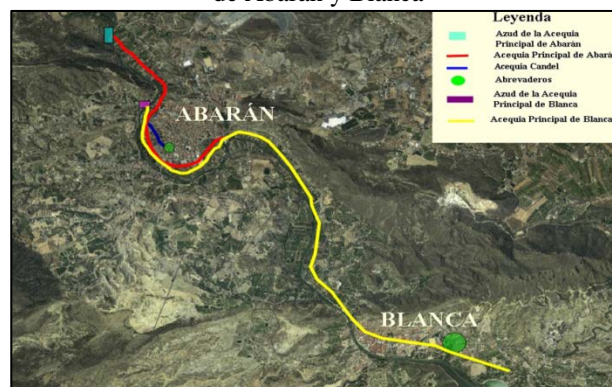 de Abarán y Blanca
Leyenda
Azud de la Acequia
Principal de Abarán
Acequia Principal de Abará
Acequia Candel
Abrevaderos
Azud de la Acequia
Principal de Blanca
Acequia Principal de Blanca
ABARÁN
BLANCA